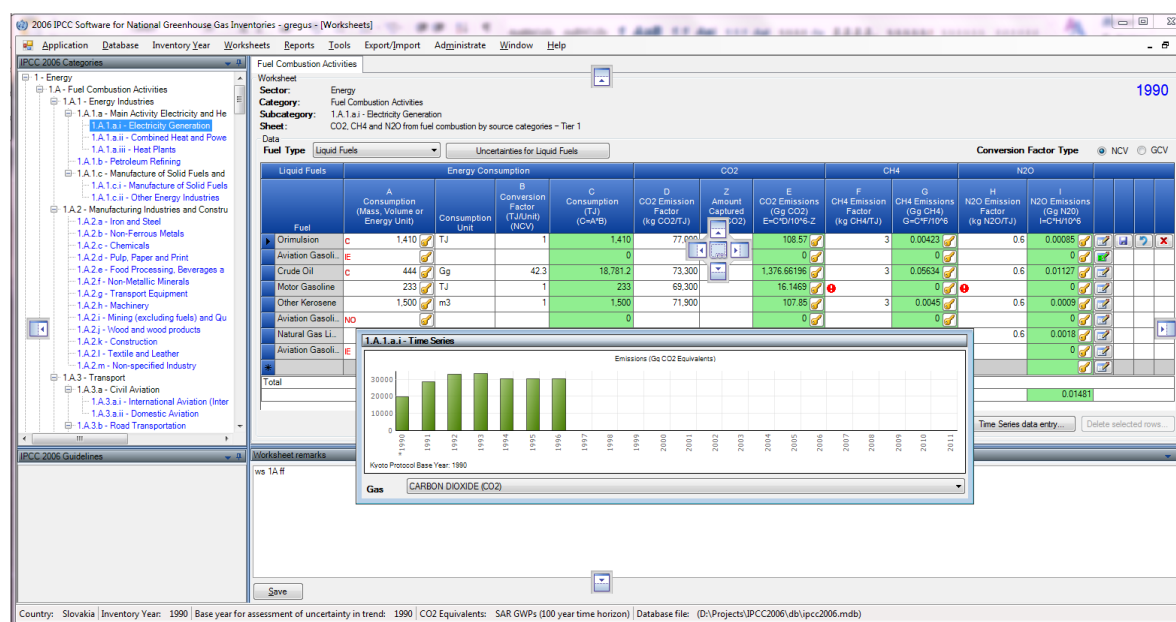 2006 IPCC Software for National Greenhouse Gas Inventories - gregus - [Worksheets]
Application Database Inventory Year Worksheets Reports Tools Export/Import Administrate Window Help
IPCC 2006 Categories
1 - Energy
1.A - Fuel Combustion Activities
1.A.1 - Energy Industries
1.A.1.a - Main Activity Electricity and He
1.A.1.a.i - Electricity Generation
1.A.1.a.ii - Combined Heat and Powe
1.A.1.a.iii - Heat Plants
1.A.1.b - Petroleum Refining
1.A.1.c - Manufacture of Solid Fuels and
1.A.1.c.i - Manufacture of Solid Fuels
1.A.1.c.ii - Other Energy Industries
1.A.2 - Manufacturing Industries and Constru
1.A.2.a - Iron and Steel
1.A.2.b - Non-Ferrous Metals
1.A.2.c - Chemicals
1.A.2.d - Pulp, Paper and Print
1.A.2.e - Food Processing, Beverages a
1.A.2.f - Non-Metallic Minerals
1.A.2.g - Transport Equipment
1.A.2.h - Machinery
1.A.2.i - Mining (excluding fuels) and Qu
1.A.2.j - Wood and wood products
1.A.2.k - Construction
1.A.2.l - Textile and Leather
1.A.2.m - Non-specified Industry
1.A.3 - Transport
1.A.3.a - Civil Aviation
1.A.3.a.i - International Aviation (Inter
1.A.3.a.ii - Domestic Aviation
1.A.3.b - Road Transportation
IPCC 2006 Guidelines
Fuel Combustion Activities
Worksheet
Sector: Energy
Category: Fuel Combustion Activities
Subcategory: 1.A.1.a.i - Electricity Generation
Sheet: CO2, CH4 and N2O from fuel combustion by source categories - Tier 1
1990
Data
Fuel Type Liquid Fuels Uncertainties for Liquid Fuels Conversion Factor Type NCV GCV
Liquid Fuels Energy Consumption CO2 CH4 N2O
Fuel
A Consumption (Mass, Volume or Energy Unit)
Consumption Unit
B Conversion Factor (TJ/Unit) (NCV)
C Consumption (TJ) (C=A*B)
D CO2 Emission Factor (kg CO2/TJ)
Z Amount Captured
E CO2 Emissions (Gg CO2) E=C*D/10^6-Z
F CH4 Emission Factor (kg CH4/TJ)
G CH4 Emissions (Gg CH4) G=C*F/10^6
H N2O Emission Factor (kg N2O/TJ)
I N2O Emissions (Gg N2O) I=C*H/10^6
Orimulsion C 1,410 TJ 1 1,410 108.57 3 0.00423 0.6 0.00085
Aviation Gasoli.. IE 0 0 0 0
Crude Oil C 444 Gg 42.3 18,781.2 73,300 1,376.66196 3 0.05634 0.6 0.01127
Motor Gasoline 233 TJ 1 233 69,300 16.1469 0 0
Other Kerosene 1,500 m3 1 1,500 71,900 107.85 3 0.0045 0.6 0.0009
Aviation Gasoli.. NO 0 0 0 0
Natural Gas Li... 0.6 0.0018
Aviation Gasoli.. IE 0
Total
0.01481
Time Series data entry... Delete selected rows...
1.A.1.a.i - Time Series
Emissions (Gg CO2 Equivalents)
30000
20000
10000
0
*1990 1991 1992 1993 1994 1995 1996 1997 1998 1999 2000 2001 2002 2003 2004 2005 2006 2007 2008 2009 2010 2011
Kyoto Protocol Base Year: 1990
Gas CARBON DIOXIDE (CO2)
Worksheet remarks
ws 1A ff
Save
Country: Slovakia Inventory Year: 1990 Base year for assessment of uncertainty in trend: 1990 CO2 Equivalents: SAR GWPs (100 year time horizon) Database file: (D:\Projects\IPCC2006\db\ipcc2006.mdb)